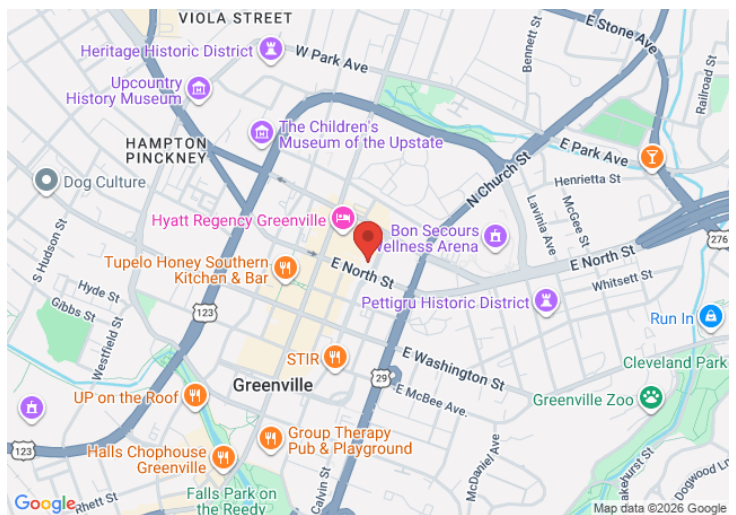 VIOLA STREET
E Stone Ave
Bennett St
Railroad St
Heritage Historic District
W Park Ave
Upcountry
History Museum
The Children's
Museum of the Upstate
HAMPTON
PINCKNEY
E Park Ave
N Church St
Henrietta St
Dog Culture
McGee St
Lavinia Ave
Hyatt Regency Greenville
Bon Secours
Wellness Arena
S Hudson St
E North St
276
Tupelo Honey Southern
Kitchen & Bar
E North St
Whitsett St
Hyde St
Pettigru Historic District
Gibbs St
123
Run In
Westfield St
STIR
E Washington St
Cleveland Park
29
Greenville
E McBee Ave.
UP on the Roof
Greenville Zoo
Group Therapy
Pub & Playground
123
Halls Chophouse
Greenville
McDaniel Ave
Calvin St
Falls Park on
the Reedy
Rhett St
Dogwood Ln
Google
Map data ©2026 Google